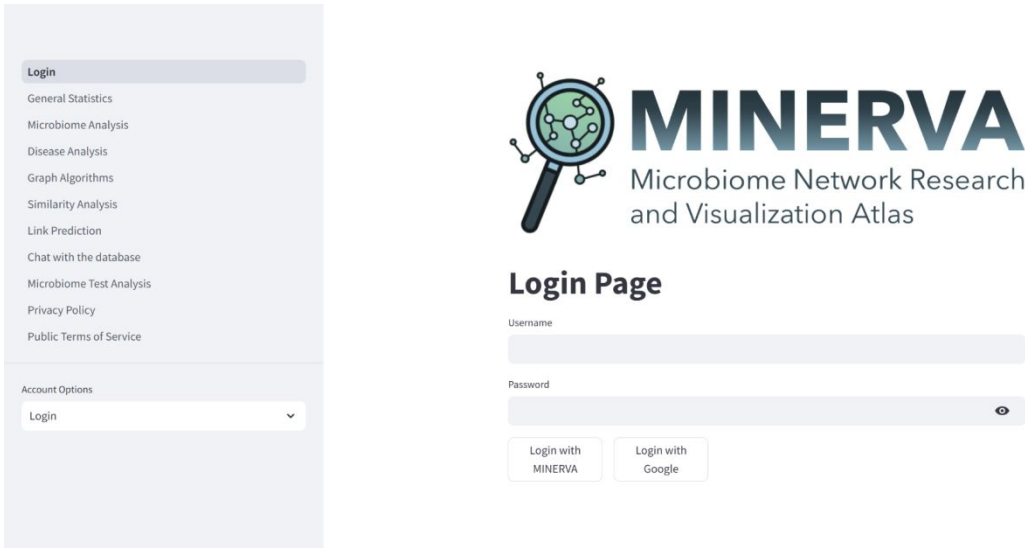 Login
General Statistics
Microbiome Analysis
Disease Analysis
Graph Algorithms
Similarity Analysis
Link Prediction
Chat with the database
Microbiome Test Analysis
Privacy Policy
Public Terms of Service
Account Options
Login
MINERVA
Microbiome Network Research
and Visualization Atlas
Login Page
Username
Password
Login with
MINERVA
Login with
Google